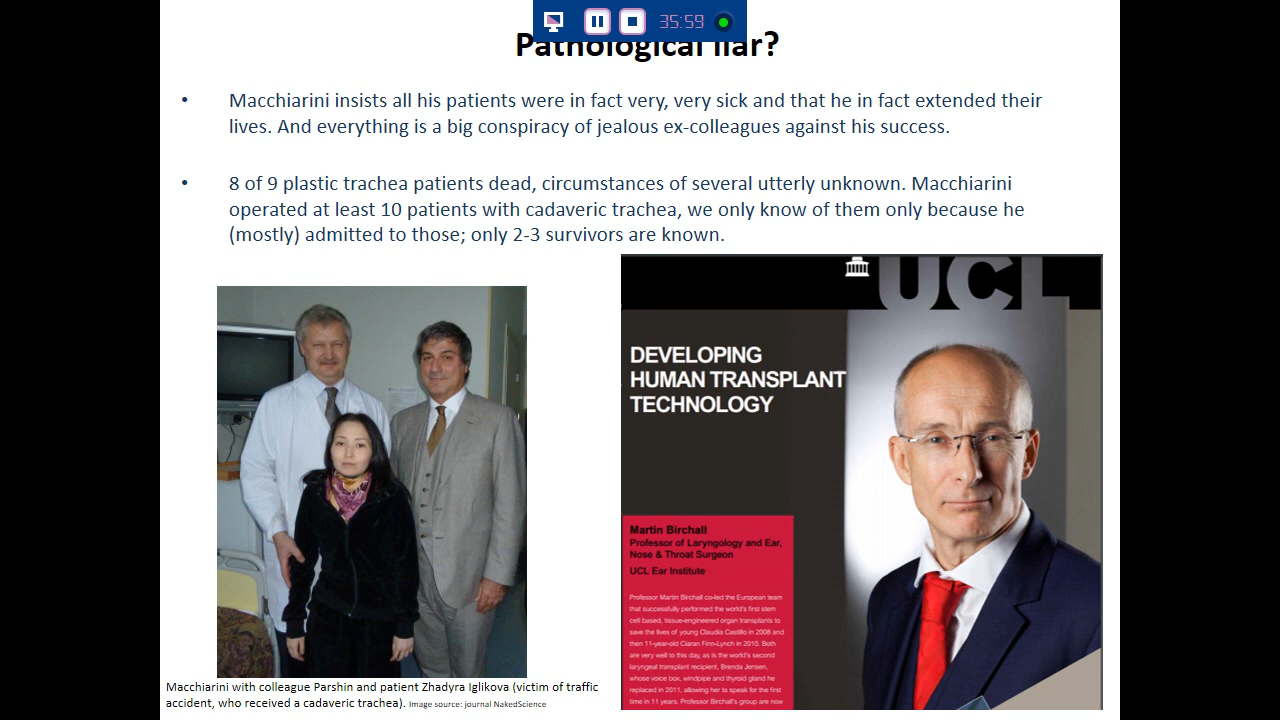 35:59
Pathological liar?
• Macchiarini insists all his patients were in fact very, very sick and that he in fact extended their
lives. And everything is a big conspiracy of jealous ex-colleagues against his success.
• 8 of 9 plastic trachea patients dead, circumstances of several utterly unknown. Macchiarini
operated at least 10 patients with cadaveric trachea, we only know of them only because he
(mostly) admitted to those; only 2-3 survivors are known.
UCL
DEVELOPING
HUMAN TRANSPLANT
TECHNOLOGY
Martin Birchall
Professor of Laryngology and Ear,
Nose & Throat Surgeon
UCL Ear Institute
Professor Martin Birchall co-led the European team
that successfully performed the world's first stem
cell based, tissue-engineered organ transplants to
save the lives of young Claudia Castillo in 2008 and
then 11-year-old Ciaran Finn-Lynch in 2010. Both
are very well to this day, as is the world's second
laryngeal transplant recipient, Brenda Jensen,
whose voice box, windpipe and thyroid gland he
replaced in 2011, allowing her to speak for the first
time in 11 years. Professor Birchall's group are now
Macchiarini with colleague Parshin and patient Zhadyra Iglikova (victim of traffic
accident, who received a cadaveric trachea). Image source: journal NakedScience